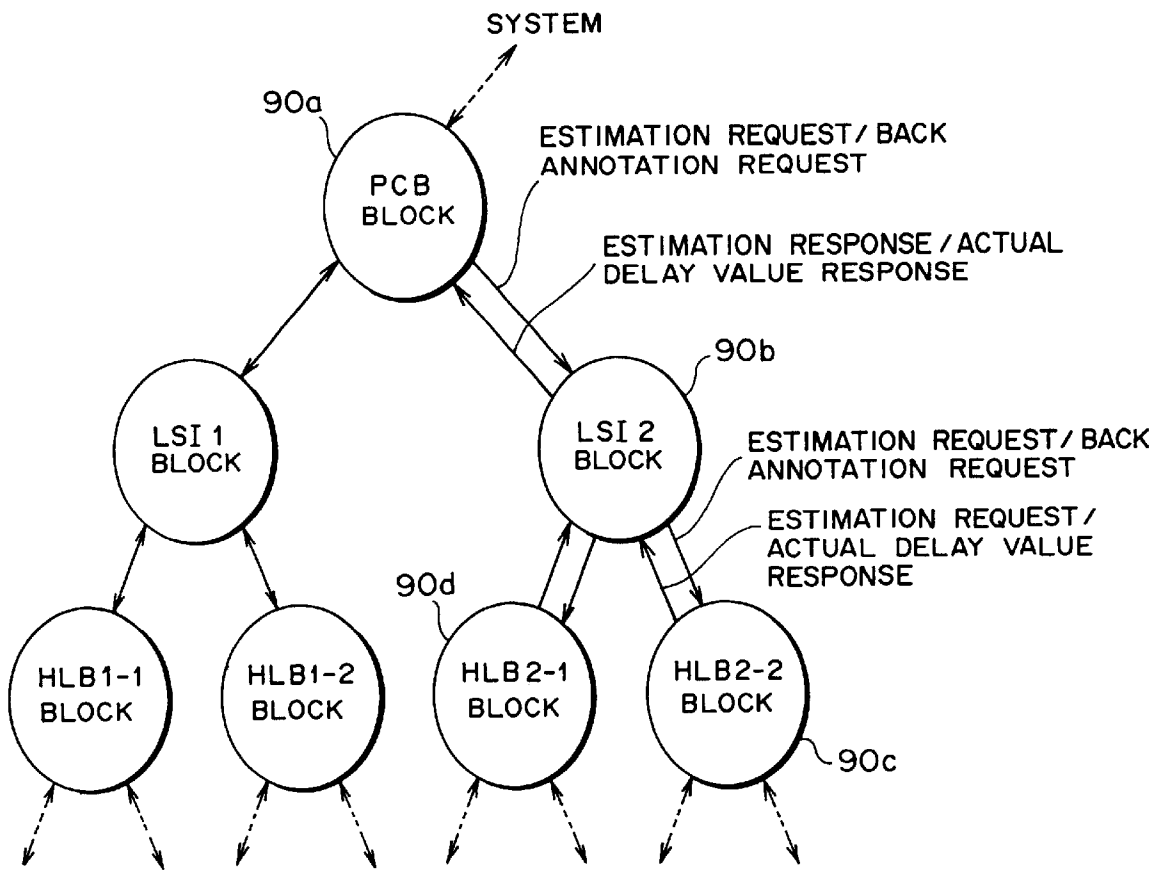 SYSTEM
90a
ESTIMATION REQUEST/BACK
ANNOTATION REQUEST
PCB
BLOCK
ESTIMATION RESPONSE/ACTUAL
DELAY VALUE RESPONSE
90b
LSI 1
BLOCK
LSI 2
BLOCK
ESTIMATION REQUEST/BACK
ANNOTATION REQUEST
ESTIMATION REQUEST/
ACTUAL DELAY VALUE
RESPONSE
90d
HLB1-1
BLOCK
HLB1-2
BLOCK
HLB2-1
BLOCK
HLB2-2
BLOCK
90c